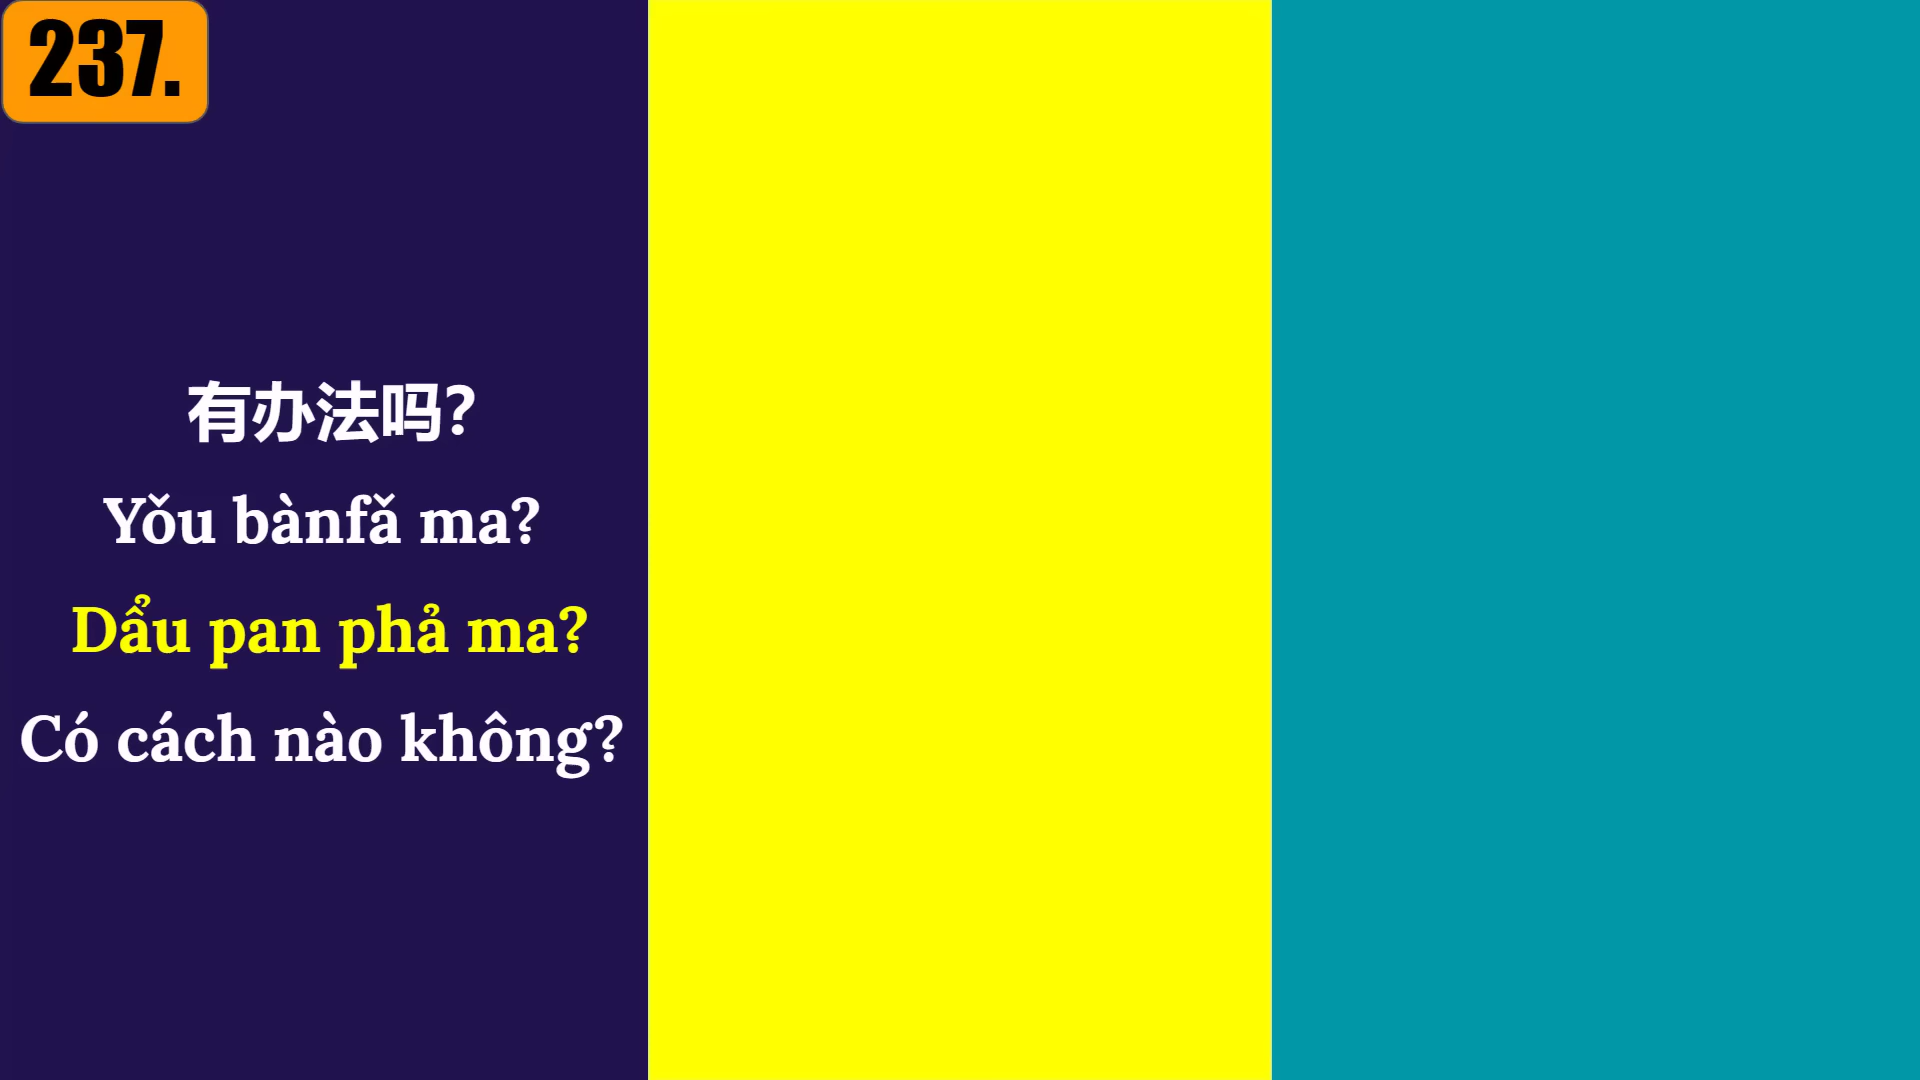 237.
有办法吗?
Yǒu bànfǎ ma?
Dẩu pan phả ma?
Có cách nào không?